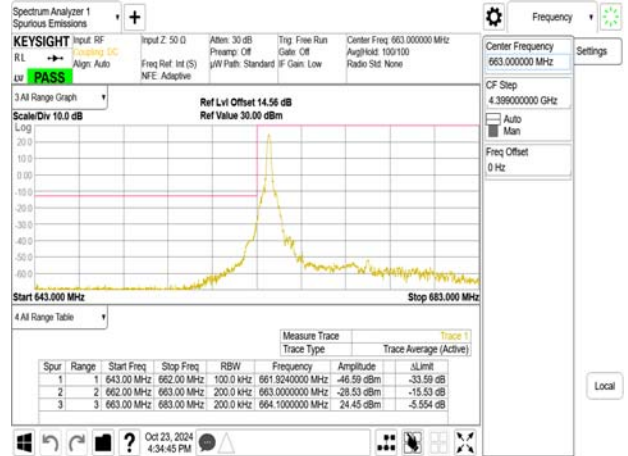 Spectrum Analyzer 1
Spurious Emissions
Frequency
KEYSIGHT
RL
PASS
Input: RF
Coupling: DC
Align: Auto
Input Z: 50 Ω
Freq Ref: Int (S)
NFE: Adaptive
Atten: 30 dB
Preamp: Off
µW Path: Standard
Trig: Free Run
Gate: Off
IF Gain: Low
Center Freq: 663.000000 MHz
Avg|Hold: 100/100
Radio Std: None
Center Frequency
663.000000 MHz
Settings
CF Step
4.399000000 GHz
Auto
Man
Freq Offset
0 Hz
3 All Range Graph
Scale/Div 10.0 dB
Ref Lvl Offset 14.56 dB
Ref Value 30.00 dBm
Log
20.0
10.0
0.00
-10.0
-20.0
-30.0
-40.0
-50.0
-60.0
Start 643.000 MHz
Stop 683.000 MHz
4 All Range Table
Measure Trace Trace 1
Trace Type Trace Average (Active)
Spur Range Start Freq Stop Freq RBW Frequency Amplitude ΔLimit
1 1 643.00 MHz 662.00 MHz 100.0 kHz 661.9240000 MHz -46.59 dBm -33.59 dB
2 2 662.00 MHz 663.00 MHz 200.0 kHz 663.0000000 MHz -28.53 dBm -15.53 dB
3 3 663.00 MHz 683.00 MHz 200.0 kHz 664.1000000 MHz 24.45 dBm -5.554 dB
Local
Oct 23, 2024
4:34:45 PM